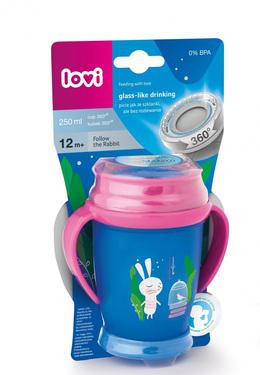 lovi
0% BPA
feeding with love
glass-like drinking
picie jak ze szklanki,
ale bez rozlewania
250 ml
cup 360°
kubek 360°
360°
12 m+
Follow
the Rabbit